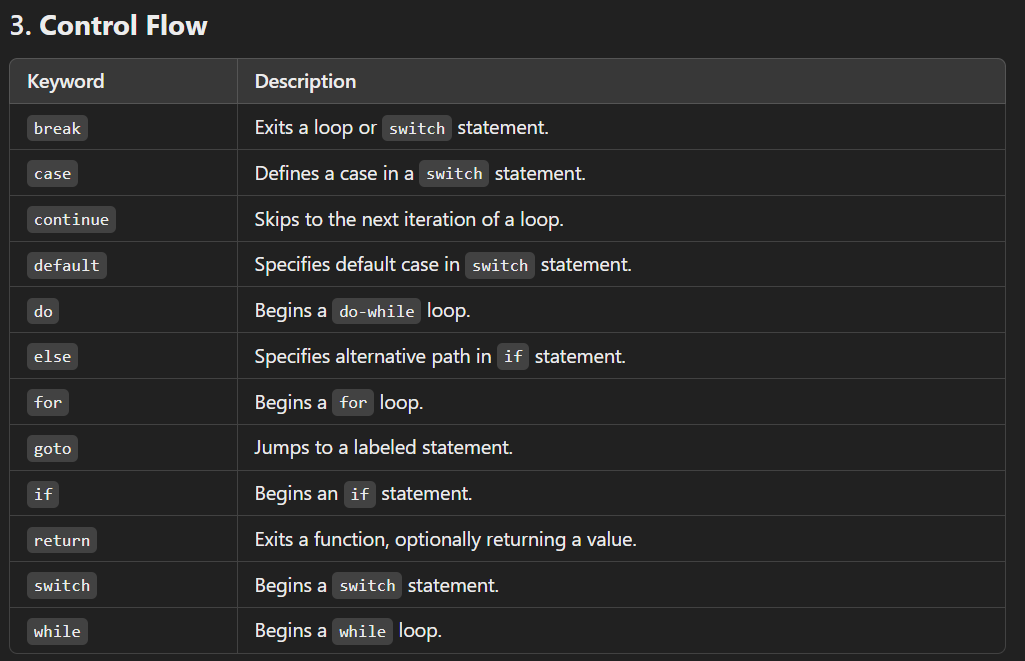 3. Control Flow
Keyword Description
break Exits a loop or switch statement.
case Defines a case in a switch statement.
continue Skips to the next iteration of a loop.
default Specifies default case in switch statement.
do Begins a do-while loop.
else Specifies alternative path in if statement.
for Begins a for loop.
goto Jumps to a labeled statement.
if Begins an if statement.
return Exits a function, optionally returning a value.
switch Begins a switch statement.
while Begins a while loop.